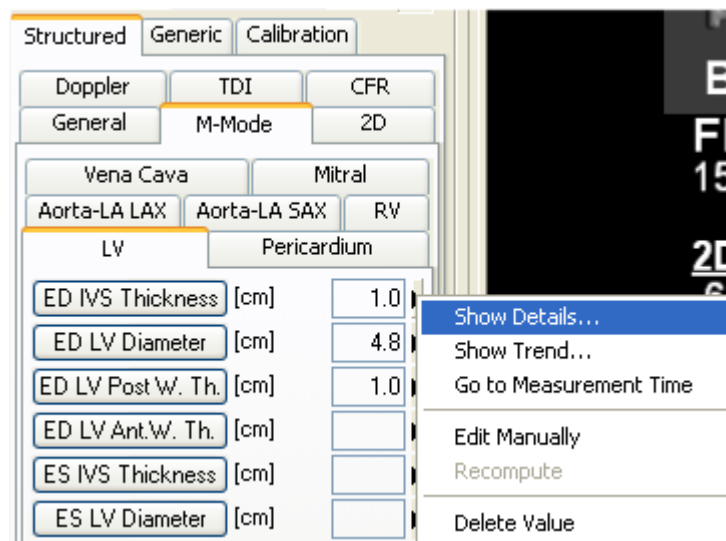 Structured Generic Calibration
Doppler TDI CFR
General M-Mode 2D
Vena Cava Mitral
Aorta-LA LAX Aorta-LA SAX RV
LV Pericardium
ED IVS Thickness [cm] 1.0
ED LV Diameter [cm] 4.8
ED LV Post W. Th. [cm] 1.0
ED LV Ant.W. Th. [cm]
ES IVS Thickness [cm]
ES LV Diameter [cm]
Show Details...
Show Trend...
Go to Measurement Time
Edit Manually
Recompute
Delete Value
15
2D